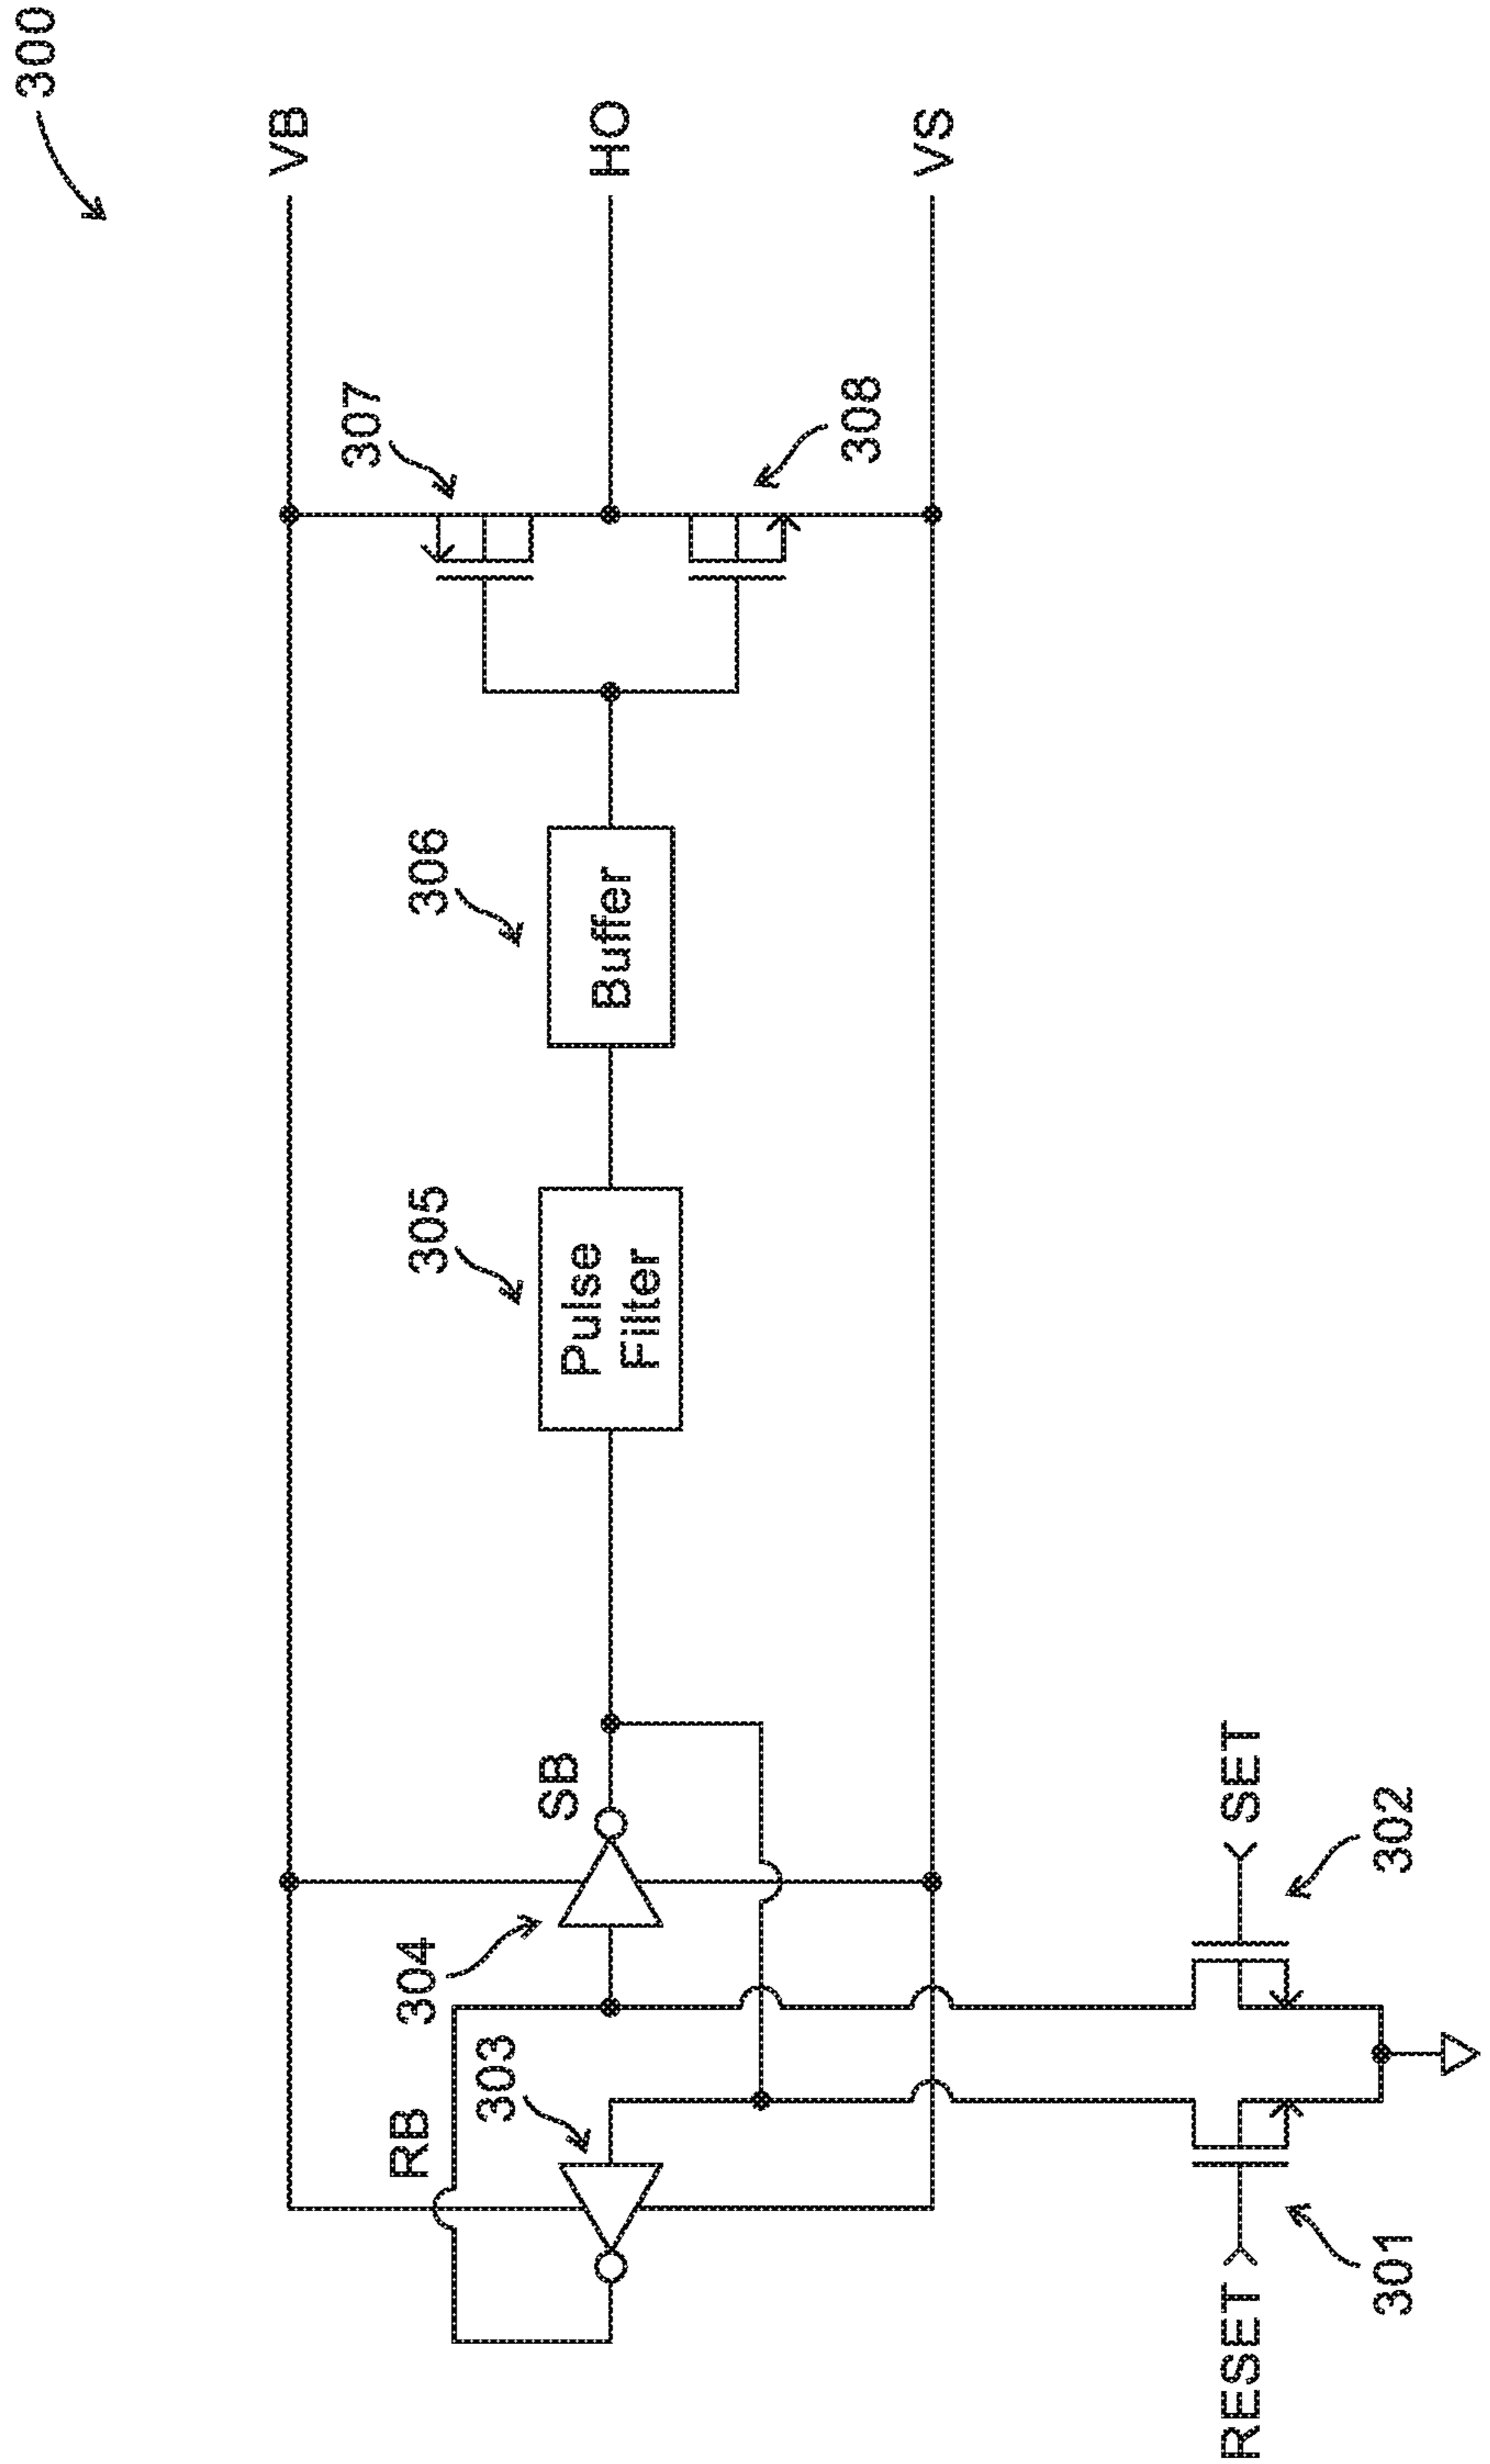 300
VB
HO
VS
307
308
306
Buffer
305
Pulse
Filter
SB
304
303
RB
SET
302
RESET
301